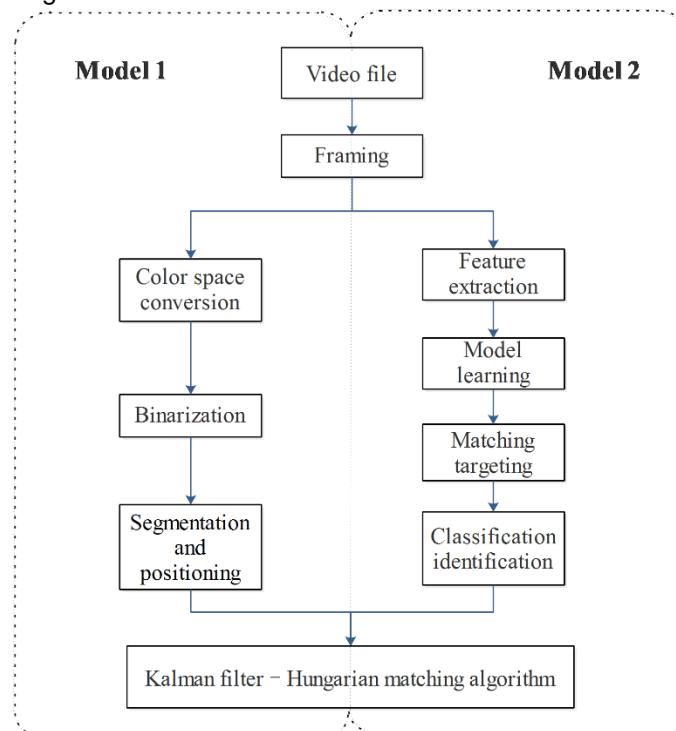 Model 1
Model 2
Video file
Framing
Color space
conversion
Binarization
Segmentation
and
positioning
Feature
extraction
Model
learning
Matching
targeting
Classification
identification
Kalman filter − Hungarian matching algorithm